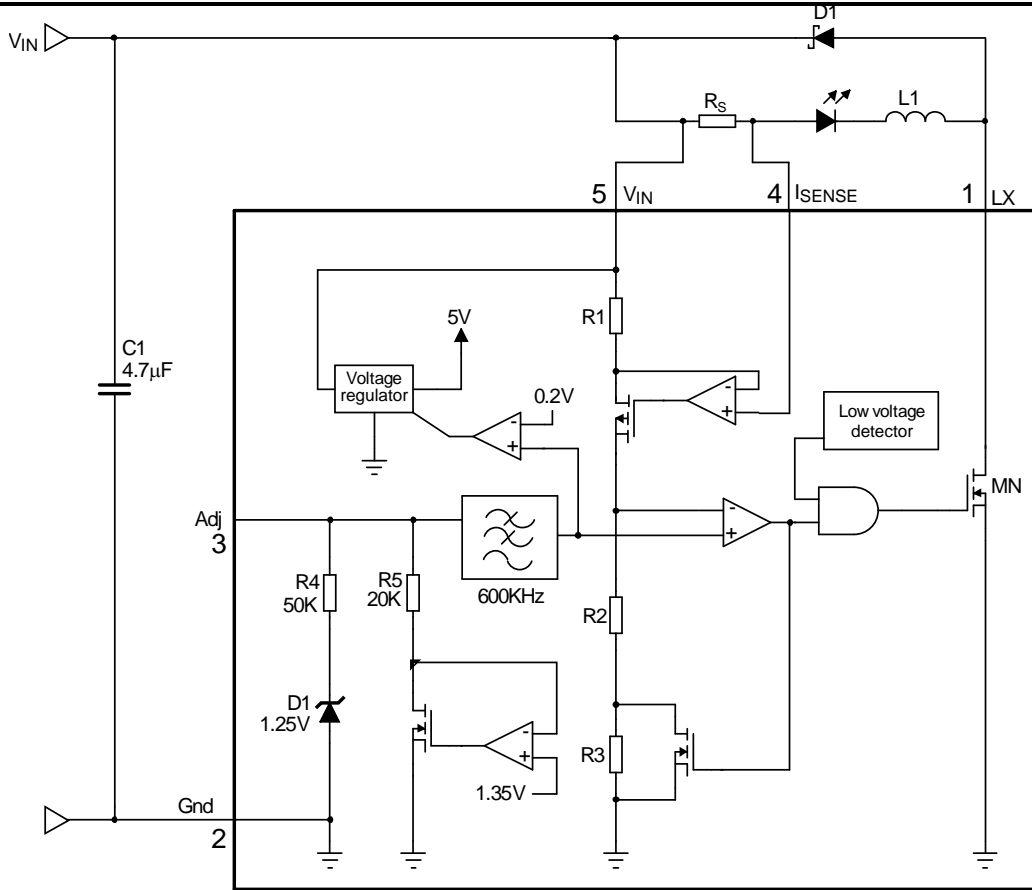 D1
VIN
RS
L1
5 VIN
4 ISENSE
1 LX
R1
5V
C1
4.7μF
Voltage
regulator
0.2V
Low voltage
detector
MN
Adj
3
R4
50K
R5
20K
600KHz
R2
D1
1.25V
R3
1.35V
Gnd
2